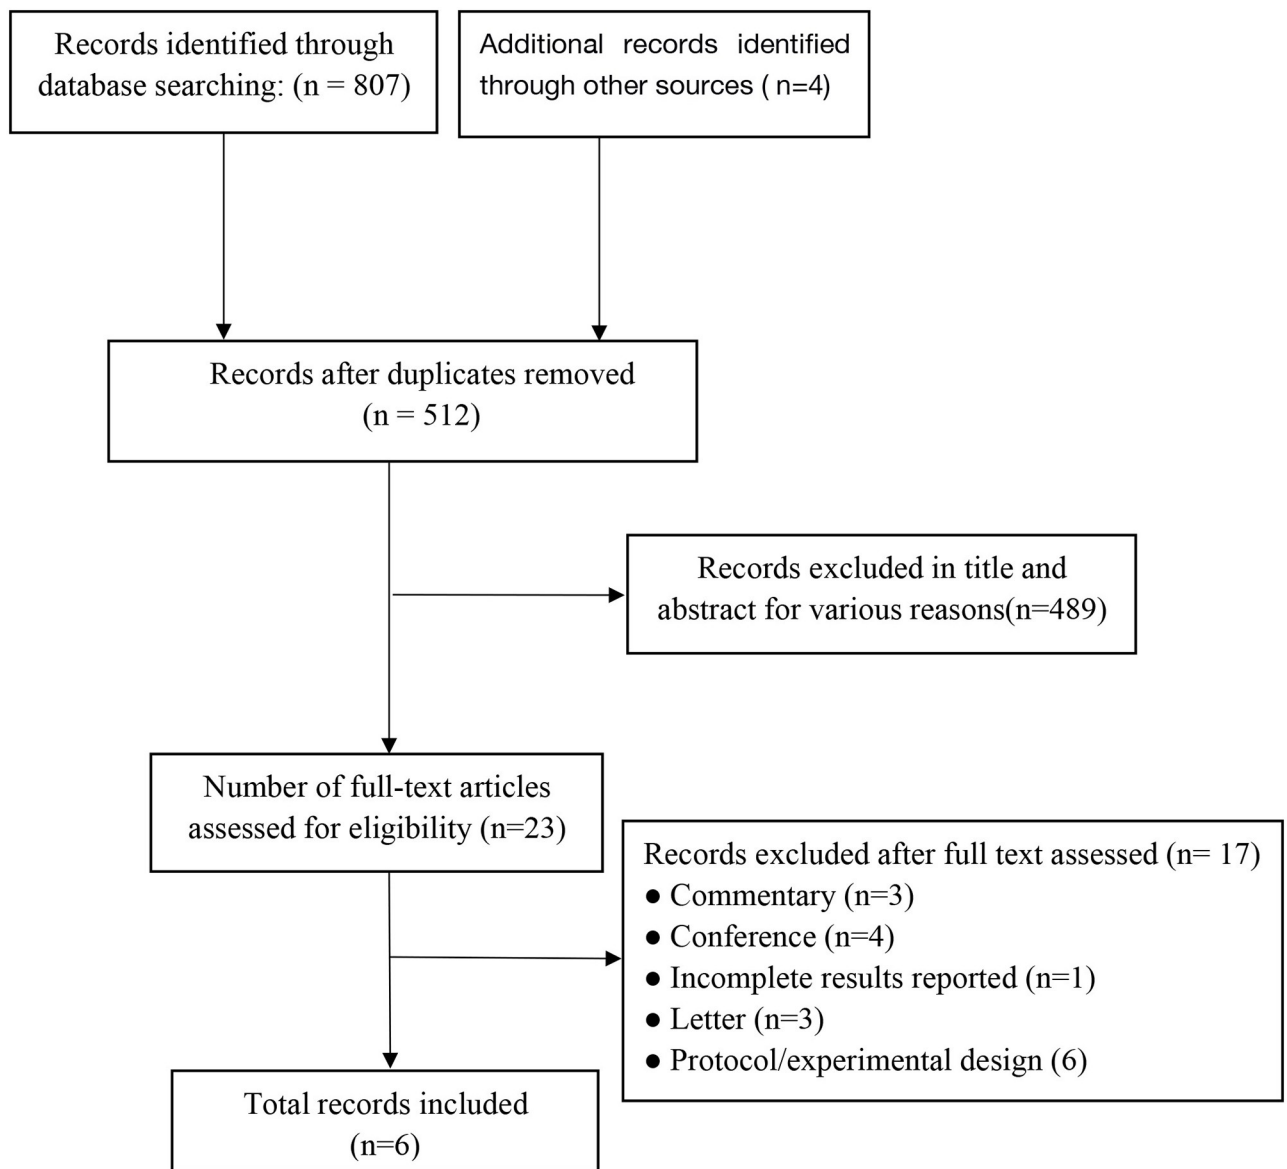 Records identified through
database searching: (n = 807)
Additional records identified
through other sources ( n=4)
Records after duplicates removed
(n = 512)
Records excluded in title and
abstract for various reasons(n=489)
Number of full-text articles
assessed for eligibility (n=23)
Records excluded after full text assessed (n= 17)
● Commentary (n=3)
● Conference (n=4)
● Incomplete results reported (n=1)
● Letter (n=3)
● Protocol/experimental design (6)
Total records included
(n=6)